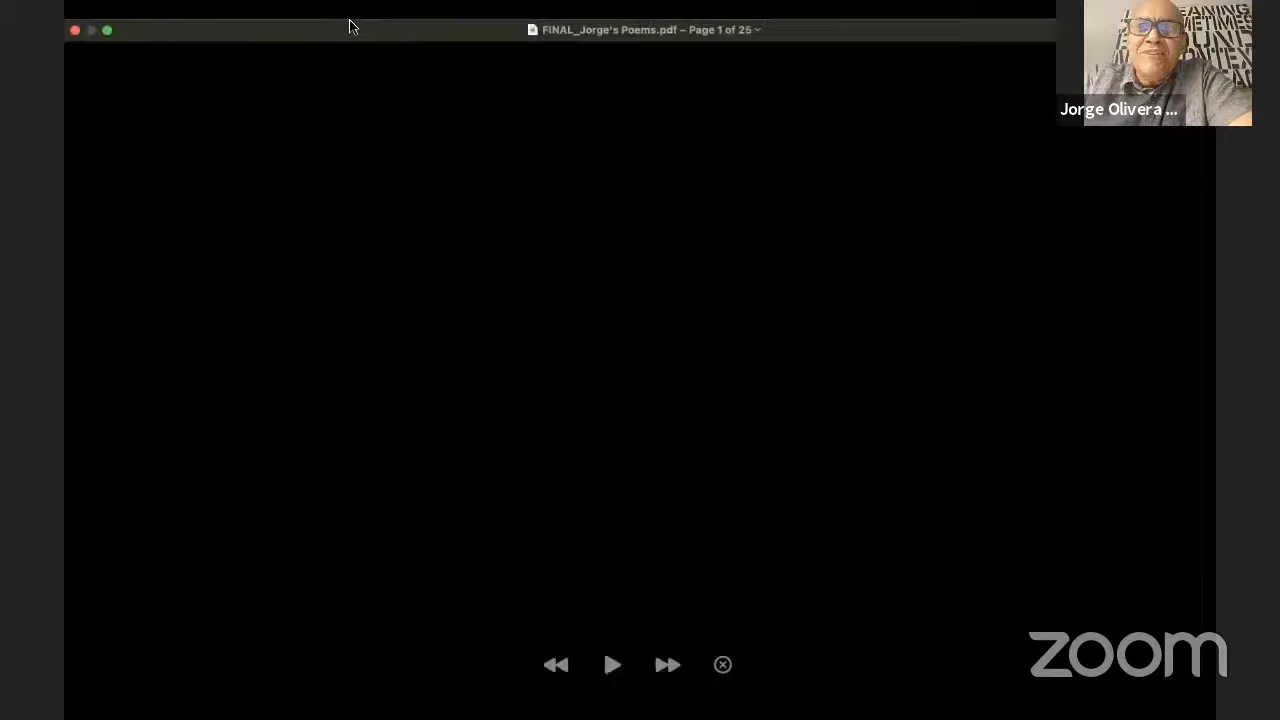 FINAL_Jorge's Poems.pdf – Page 1 of 25
Jorge Olivera ...
zoom